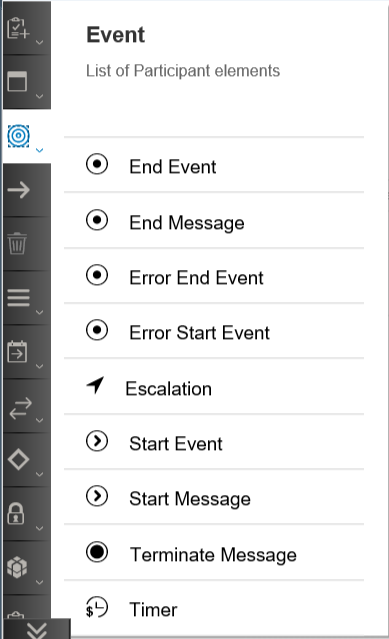 Event
List of Participant elements
End Event
End Message
Error End Event
Error Start Event
Escalation
Start Event
Start Message
Terminate Message
$ Timer